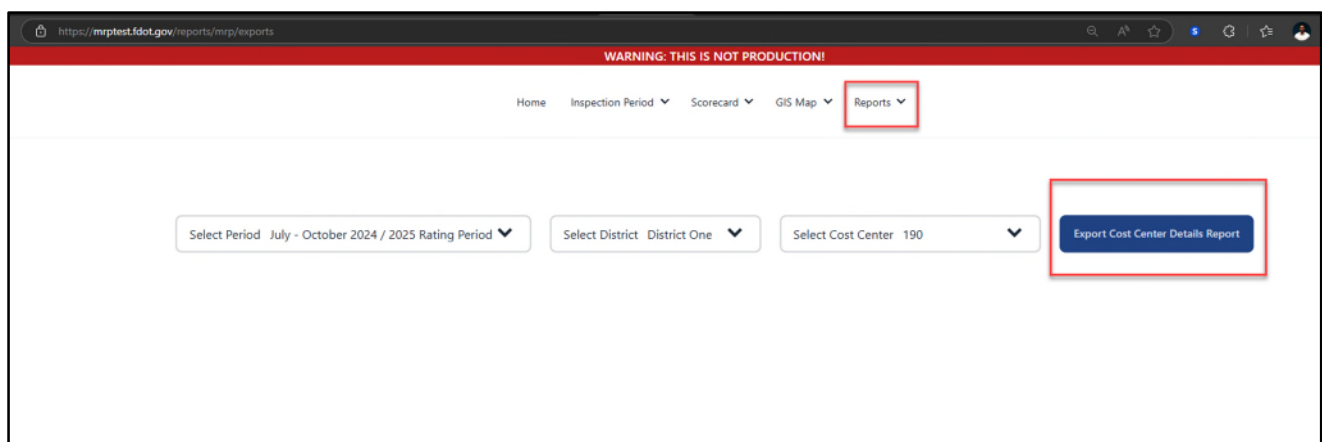 https://mrptest.fdot.gov/reports/mrp/exports
WARNING: THIS IS NOT PRODUCTION!
Home Inspection Period Scorecard GIS Map Reports
Select Period July - October 2024 / 2025 Rating Period Select District District One Select Cost Center 190 Export Cost Center Details Report